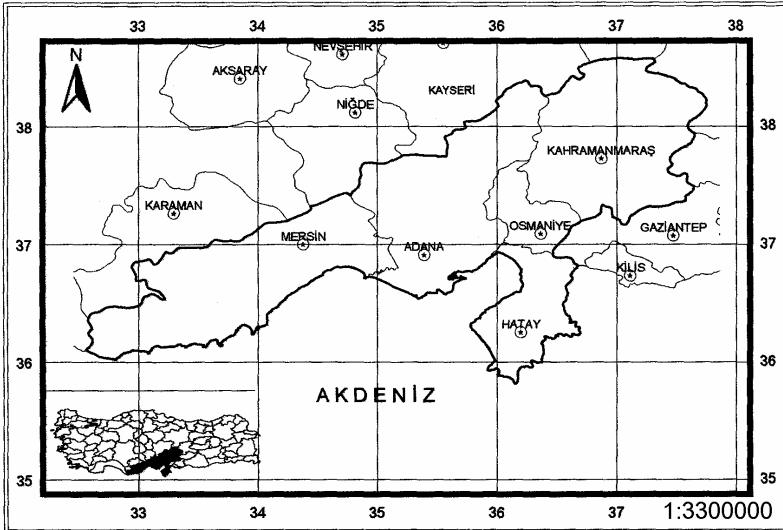 33 34 35 36 37 38
N
NEVŞEHİR
AKSARAY
KAYSERİ
NİĞDE
38 38
KAHRAMANMARAŞ
KARAMAN
OSMANİYE GAZİANTEP
MERSİN ADANA
37 37
KİLİS
HATAY
36 36
AKDENİZ
35 35
33 34 35 36 37
1:3300000